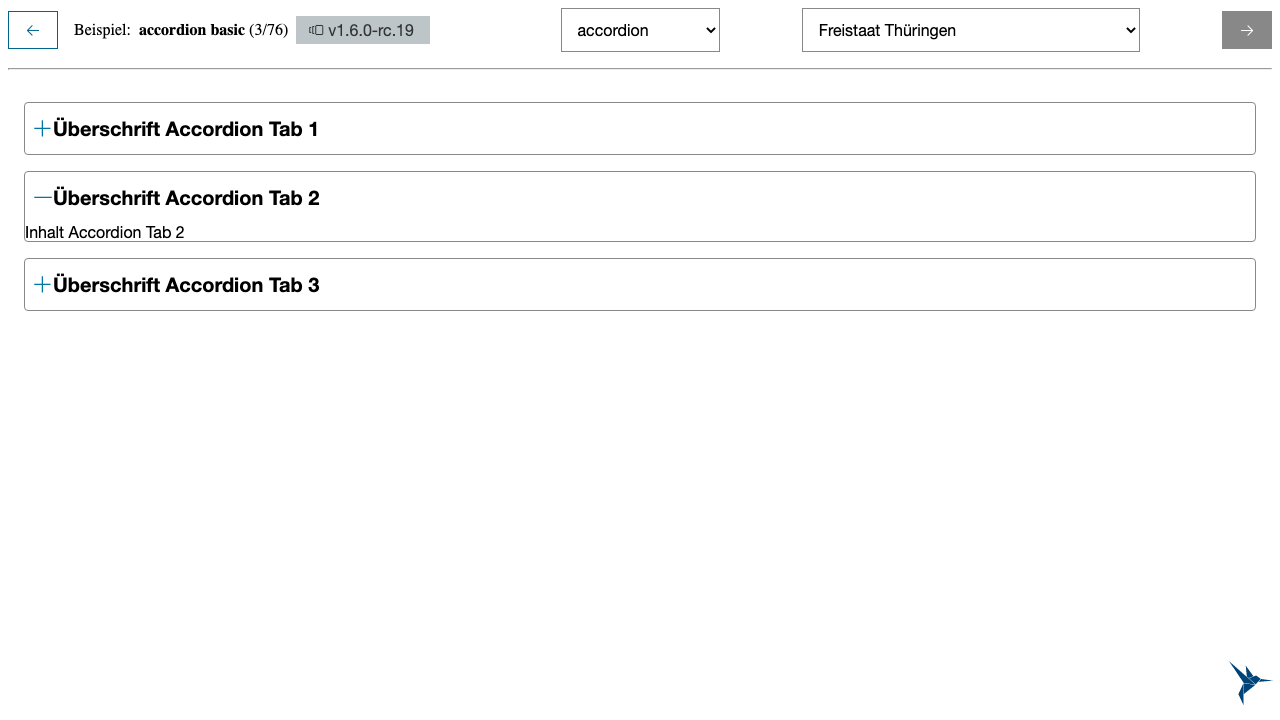 Beispiel: accordion basic (3/76) v1.6.0-rc.19 accordion Freistaat Thüringen
Überschrift Accordion Tab 1
Überschrift Accordion Tab 2
Inhalt Accordion Tab 2
Überschrift Accordion Tab 3